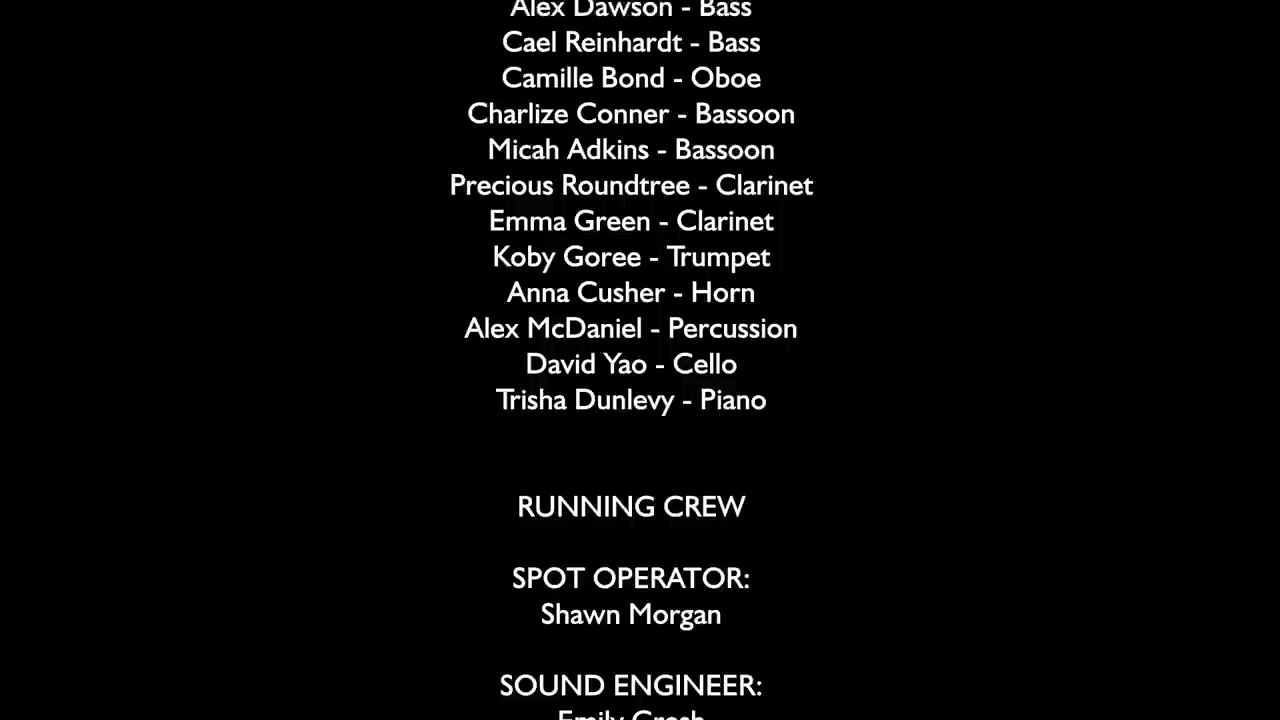 Alex Dawson - Bass
Cael Reinhardt - Bass
Camille Bond - Oboe
Charlize Conner - Bassoon
Micah Adkins - Bassoon
Precious Roundtree - Clarinet
Emma Green - Clarinet
Koby Goree - Trumpet
Anna Cusher - Horn
Alex McDaniel - Percussion
David Yao - Cello
Trisha Dunlevy - Piano
RUNNING CREW
SPOT OPERATOR:
Shawn Morgan
SOUND ENGINEER:
Emily